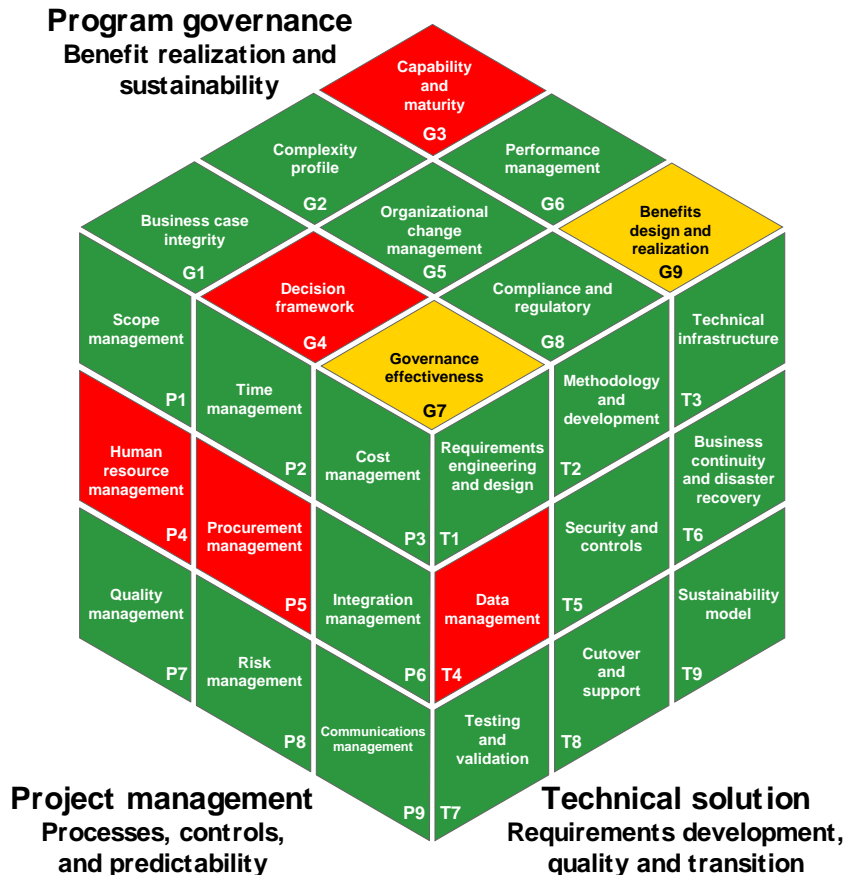 Program governance
Benefit realization and
sustainability
Capability
and
maturity
G3
Complexity
profile
G2
Performance
management
G6
Business case
integrity
G1
Organizational
change
management
G5
Benefits
design and
realization
G9
Decision
framework
G4
Compliance and
regulatory
G8
Governance
effectiveness
G7
Scope
management
P1
Time
management
P2
Cost
management
P3
Human
resource
management
P4
Procurement
management
P5
Integration
management
P6
Quality
management
P7
Risk
management
P8
Communications
management
P9
Requirements
engineering
and design
T1
Methodology
and
development
T2
Technical
infrastructure
T3
Data
management
T4
Security and
controls
T5
Business
continuity
and disaster
recovery
T6
Testing
and
validation
T7
Cutover
and
support
T8
Sustainability
model
T9
Project management
Processes, controls,
and predictability
Technical solution
Requirements development,
quality and transition